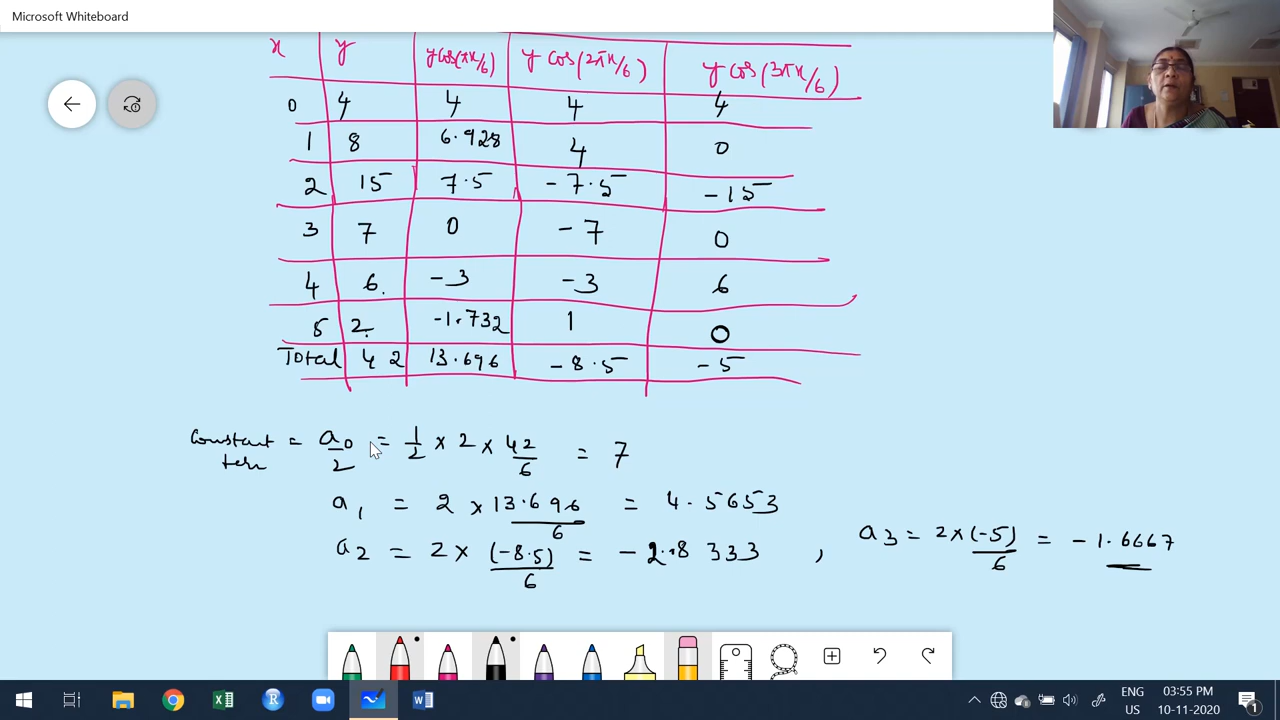 Microsoft Whiteboard
x y y cos(πx/6) y cos(2πx/6) y cos(3πx/6)
0 4 4 4 4
1 8 6.928 4 0
2 15 7.5 -7.5 -15
3 7 0 -7 0
4 6. -3 -3 6
5 2. -1.732 1 0
Total 42 13.696 -8.5 -5
Constant term = a0/2 = 1/2 × 2 × 42/6 = 7
a1 = 2 × 13.696/6 = 4.5653
a2 = 2 × (-8.5)/6 = -2.8333 , a3 = 2×(-5)/6 = -1.6667
ENG 03:55 PM
US 10-11-2020
1